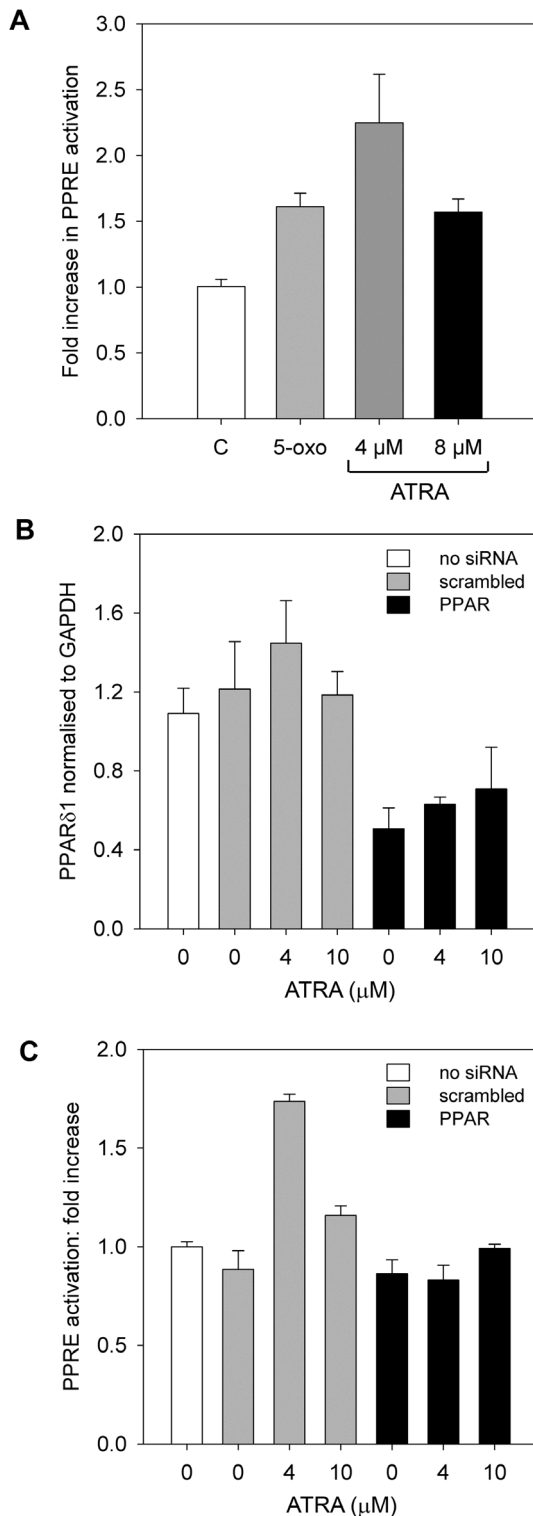 A
Fold increase in PPRE activation
3.0
2.5
2.0
1.5
1.0
0.5
0.0
C 5-oxo 4 µM 8 µM
ATRA
B
PPARδ1 normalised to GAPDH
2.0
1.6
1.2
0.8
0.4
0.0
no siRNA
scrambled
PPAR
0 0 4 10 0 4 10
ATRA (μM)
C
PPRE activation: fold increase
2.0
1.5
1.0
0.5
0.0
no siRNA
scrambled
PPAR
0 0 4 10 0 4 10
ATRA (μM)